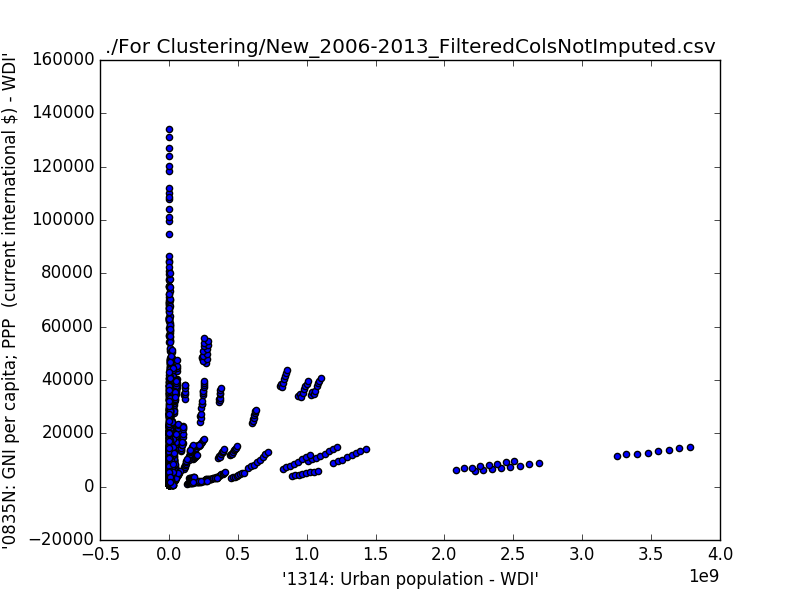 ./For Clustering/New_2006-2013_FilteredColsNotImputed.csv
'0835N: GNI per capita; PPP  (current international $) - WDI'
160000
140000
120000
100000
80000
60000
40000
20000
0
−20000
−0.5 0.0 0.5 1.0 1.5 2.0 2.5 3.0 3.5 4.0
1e9
'1314: Urban population - WDI'